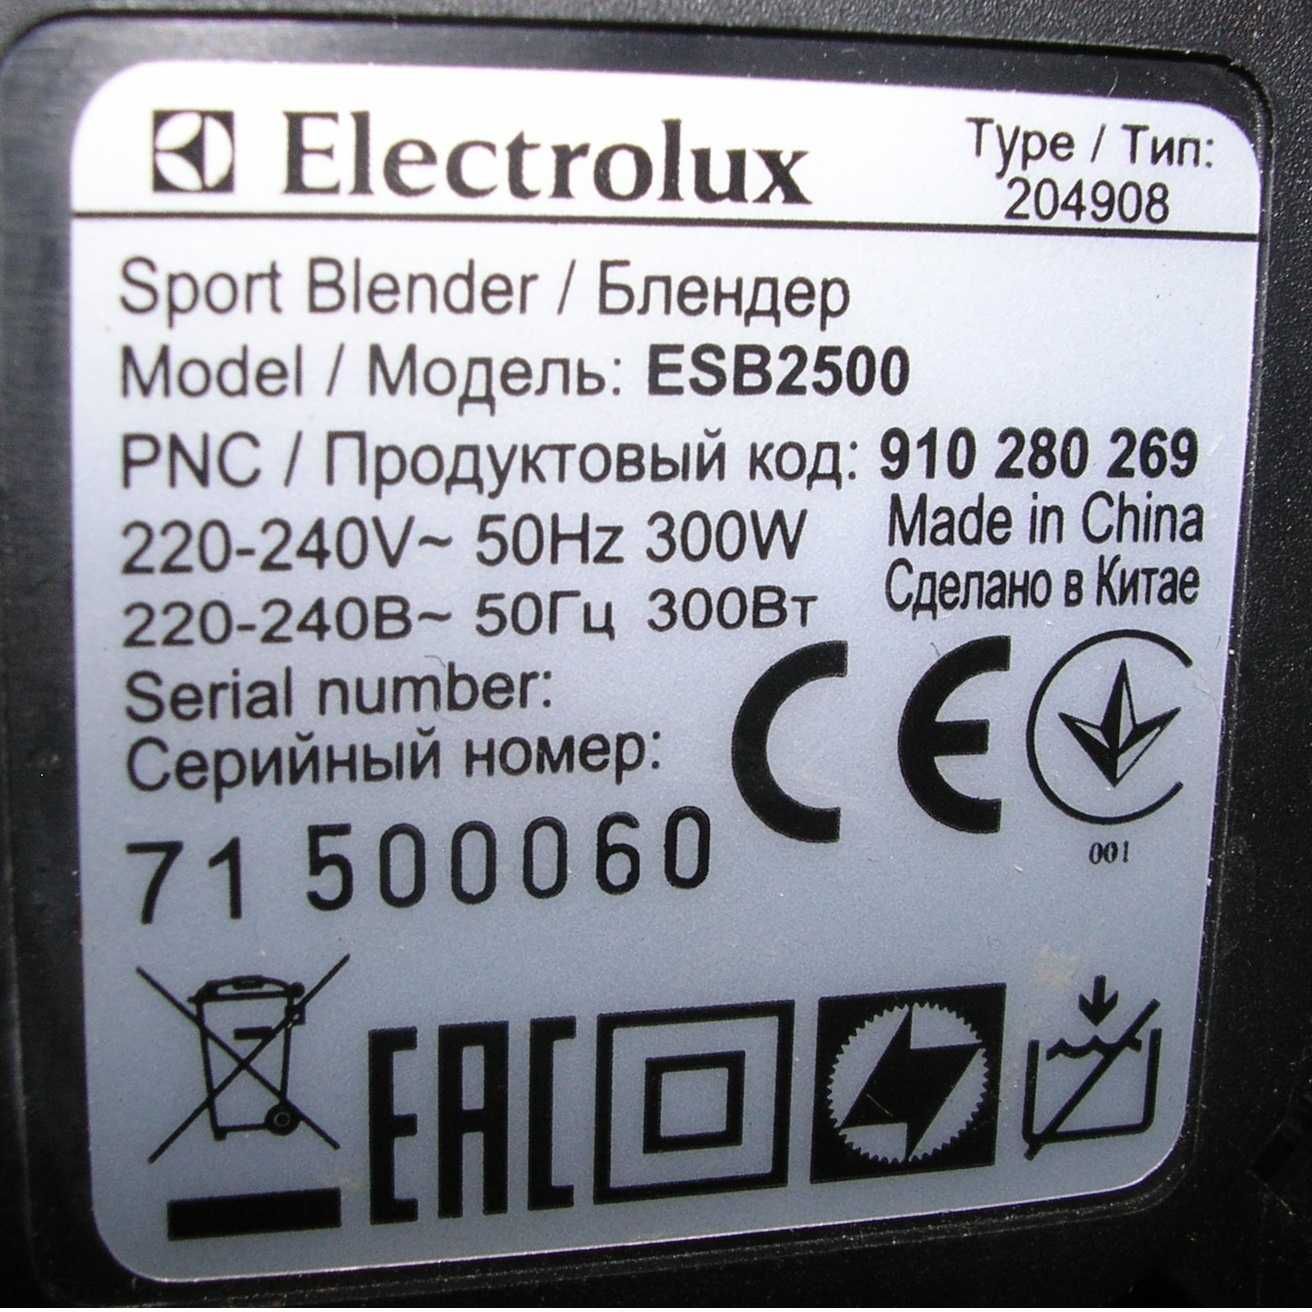 Electrolux
Type / Тип:
204908
Sport Blender / Блендер
Model / Модель: ESB2500
PNC / Продуктовый код: 910 280 269
220-240V~ 50Hz 300W
Made in China
220-240В~ 50Гц 300Вт
Сделано в Китае
Serial number:
Серийный номер:
71 500060
CE
001
EAC